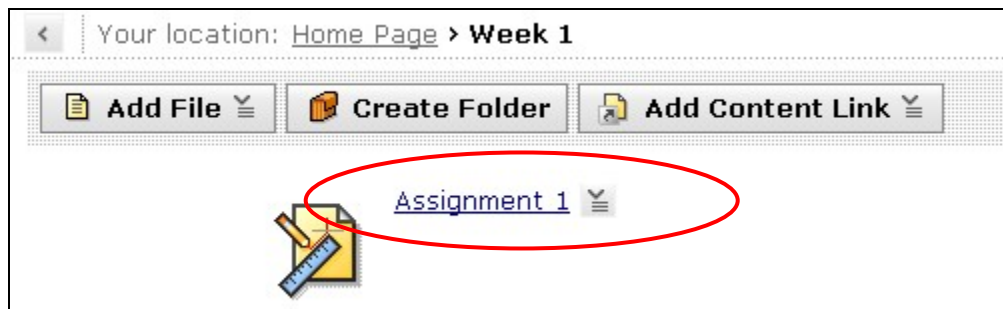 Your location: Home Page > Week 1
Add File Create Folder Add Content Link
Assignment 1